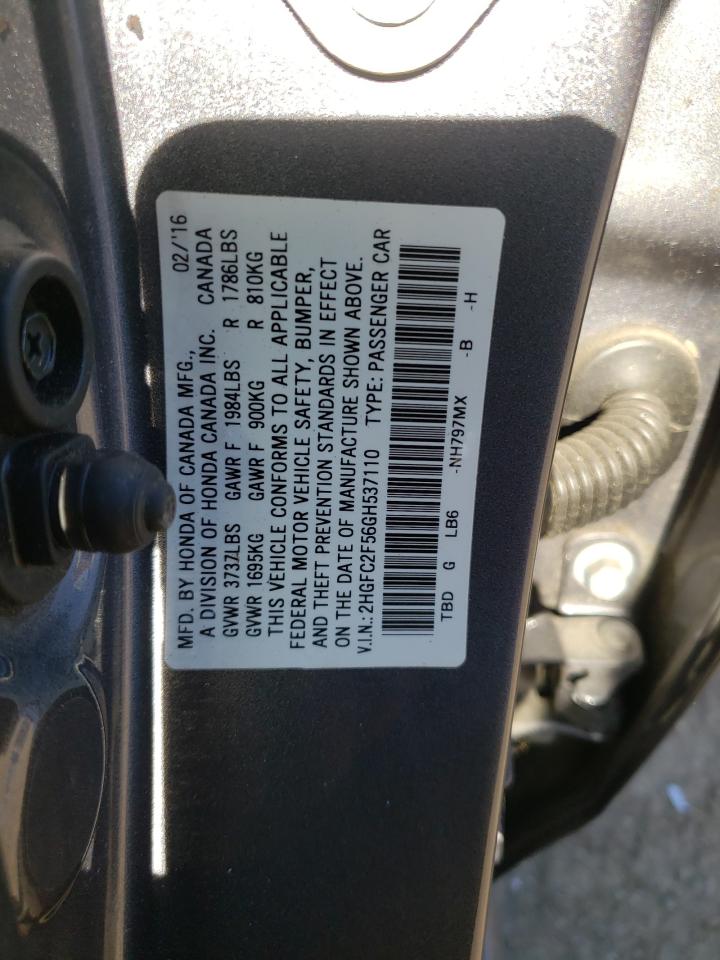 MFD. BY HONDA OF CANADA MFG., 02/'16
A DIVISION OF HONDA CANADA INC. CANADA
GVWR 3737LBS GAWR F 1984LBS R 1786LBS
GVWR 1695KG GAWR F 900KG R 810KG
THIS VEHICLE CONFORMS TO ALL APPLICABLE
FEDERAL MOTOR VEHICLE SAFETY, BUMPER,
AND THEFT PREVENTION STANDARDS IN EFFECT
ON THE DATE OF MANUFACTURE SHOWN ABOVE.
V.I.N.: 2HGFC2F56GH537110 TYPE: PASSENGER CAR
TBD G LB6 -NH797MX -B -H